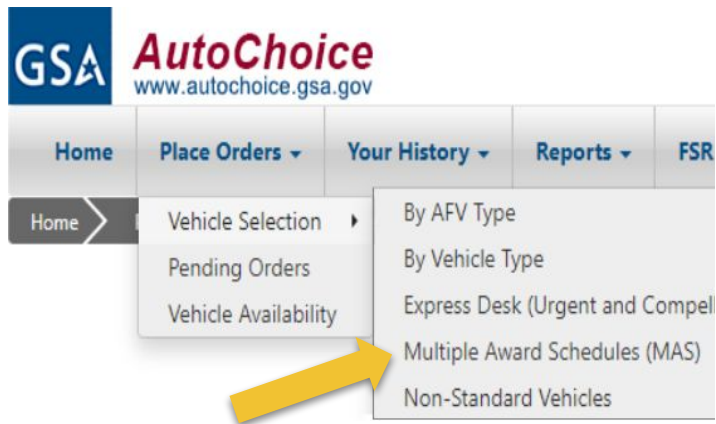 GSA AutoChoice
www.autochoice.gsa.gov
Home Place Orders Your History Reports FSR
Home
Vehicle Selection
Pending Orders
Vehicle Availability
By AFV Type
By Vehicle Type
Express Desk (Urgent and
Multiple Award Schedules (MAS)
Non-Standard Vehicles